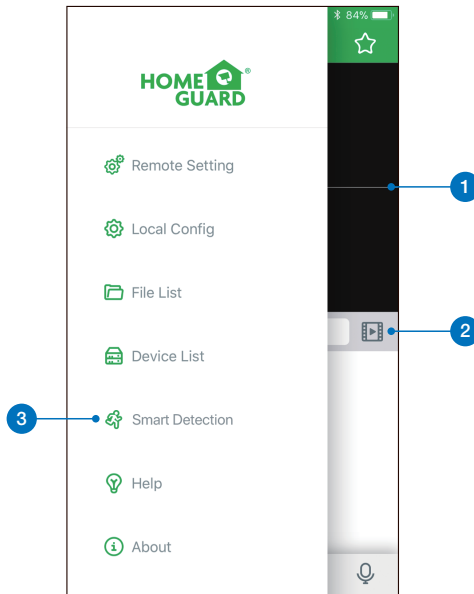 84%
HOME
GUARD
®
Remote Setting
1
Local Config
File List
2
Device List
3
Smart Detection
Help
About